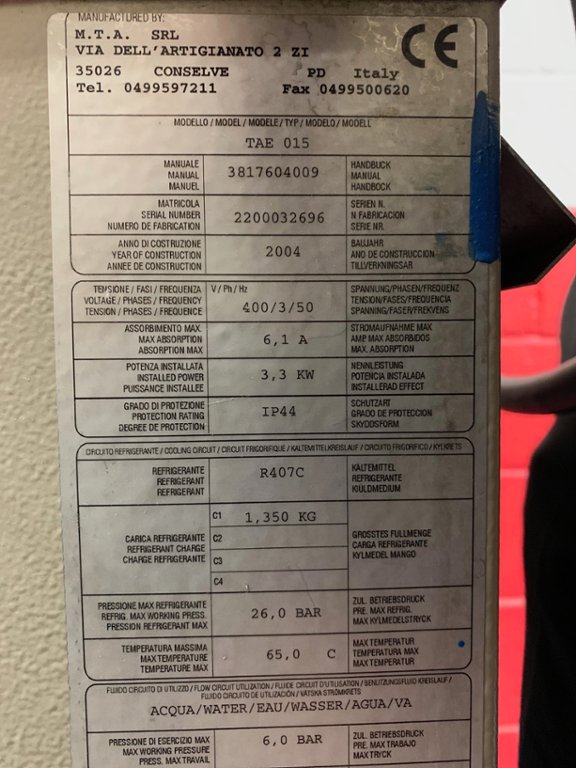 MANUFACTURED BY:
M.T.A. SRL
VIA DELL'ARTIGIANATO 2 ZI
35026 CONSELVE PD Italy
Tel. 0499597211 Fax 0499500620
CE
MODELLO / MODEL / MODELE / TYP / MODELO / MODELL
TAE 015
MANUALE
MANUAL
MANUEL
3817604009
HANDBUCK
MANUAL
HANDBOCK
MATRICOLA
SERIAL NUMBER
NUMERO DE FABRICATION
2200032696
SERIEN N.
N FABRICACION
SERIE NR.
ANNO DI COSTRUZIONE
YEAR OF CONSTRUCTION
ANNÉE DE CONSTRUCTION
2004
BAUJAHR
ANO DE CONSTRUCCION
TILLVERKNINGSAR
TENSIONE / FASI / FREQUENZA
VOLTAGE / PHASES / FREQUENCY
TENSION / PHASES / FREQUENCE
V / Ph / Hz
400/3/50
SPANNUNG/PHASEN/FREQUENZ
TENSION/FASES/FRECUENCIA
SPANNING/FASER/FREKVENS
ASSORBIMENTO MAX.
MAX ABSORPTION
ABSORPTION MAX
6,1 A
STROMAUFNAHME MAX
AMP MAX ABSORBIDOS
MAX. ABSORPTION
POTENZA INSTALLATA
INSTALLED POWER
PUISSANCE INSTALLEE
3,3 KW
NENNLEISTUNG
POTENCIA INSTALADA
INSTALLERAD EFFECT
GRADO DI PROTEZIONE
PROTECTION RATING
DEGREE DE PROTECTION
IP44
SCHUTZART
GRADO DE PROTECCION
SKYDDSFORM
CIRCUITO REFRIGERANTE / COOLING CIRCUIT / CIRCUIT FRIGORIFIQUE / KALTEMITTELKREISLAUF / CIRCUITO FRIGORIFICO / KYLKRETS
REFRIGERANTE
REFRIGERANT
REFRIGERANT
R407C
KÄLTEMITTEL
REFRIGERANTE
KIULDMEDIUM
CARICA REFRIGERANTE
REFRIGERANT CHARGE
CHARGE REFRIGERANTE
C1 1,350 KG
C2
C3
C4
GROSSTES FULLMENGE
CARGA REFRIGERANTE
KYLMEDEL MANGO
PRESSIONE MAX REFRIGERANTE
REFRIG. MAX WORKING PRESS.
PRESSION REFRIGERANT MAX
26,0 BAR
ZUL. BETRIEBSDRUCK
PRE. MAX REFRIG.
MAX KYLMEDELSTRYCK
TEMPERATURA MASSIMA
MAX TEMPERATURE
TEMPERATURE MAX
65,0 C
MAX TEMPERATUR
TEMPERATURA MAX
MAX TEMPERATUR
FLUIDO CIRCUITO DI UTILIZZO / FLOW CIRCUIT UTILIZATION / FLUIDE CIRCUIT D'UTILISATION / BENUTZLINGSFLUID KREISLAUF /
FLUIDO CIRCUITO DE UTILIZACIÓN / VATSKA STRÖMKRETS
ACQUA/WATER/EAU/WASSER/AGUA/VA
PRESSIONE DI ESERCIZIO MAX
MAX WORKING PRESSURE
PRESS. MAX TRAVAIL
6,0 BAR
ZUL. BETRIEBSDRUCK
PRE. MAX TRABAJO
MAX TRYCK